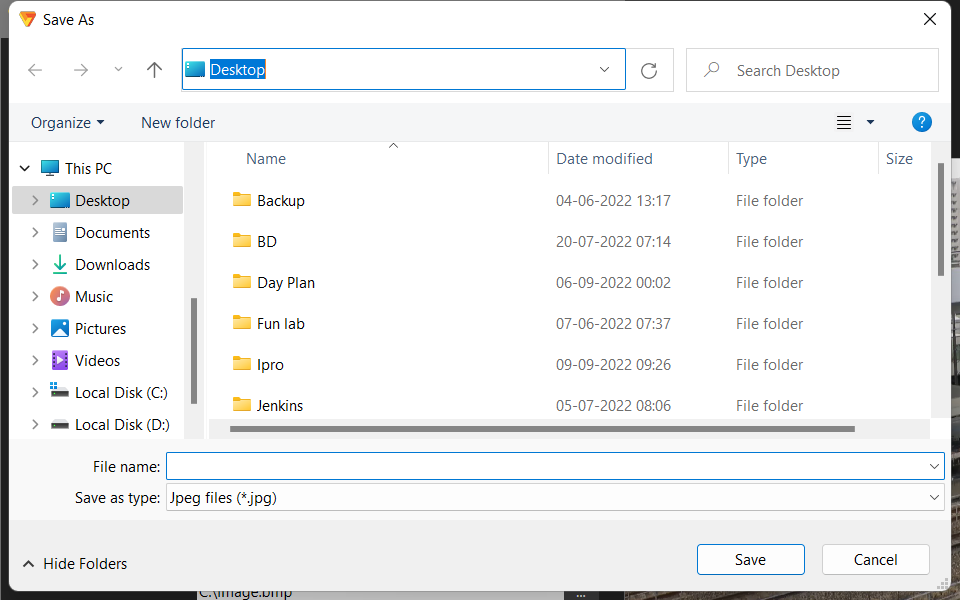 Save As
Desktop
Search Desktop
Organize
New folder
?
Name
Date modified
Type
Size
This PC
Desktop
Documents
Downloads
Music
Pictures
Videos
Local Disk (C:)
Local Disk (D:)
Backup 04-06-2022 13:17 File folder
BD 20-07-2022 07:14 File folder
Day Plan 06-09-2022 00:02 File folder
Fun lab 07-06-2022 07:37 File folder
Ipro 09-09-2022 09:26 File folder
Jenkins 05-07-2022 08:06 File folder
File name:
Save as type: Jpeg files (*.jpg)
Hide Folders
Save
Cancel
C:\image.bmp
...